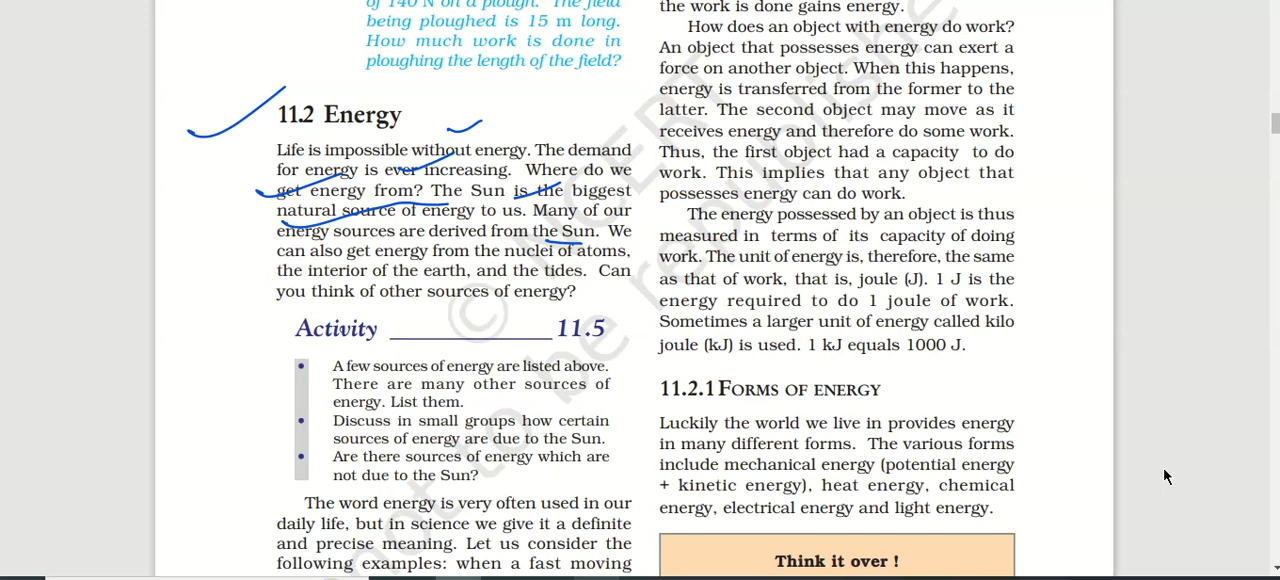 of 140 N on a plough. The field
being ploughed is 15 m long.
How much work is done in
ploughing the length of the field?
11.2 Energy
Life is impossible without energy. The demand
for energy is ever increasing. Where do we
get energy from? The Sun is the biggest
natural source of energy to us. Many of our
energy sources are derived from the Sun. We
can also get energy from the nuclei of atoms,
the interior of the earth, and the tides. Can
you think of other sources of energy?
Activity ______________ 11.5
• A few sources of energy are listed above.
There are many other sources of
energy. List them.
• Discuss in small groups how certain
sources of energy are due to the Sun.
• Are there sources of energy which are
not due to the Sun?
The word energy is very often used in our
daily life, but in science we give it a definite
and precise meaning. Let us consider the
following examples: when a fast moving
the work is done gains energy.
How does an object with energy do work?
An object that possesses energy can exert a
force on another object. When this happens,
energy is transferred from the former to the
latter. The second object may move as it
receives energy and therefore do some work.
Thus, the first object had a capacity to do
work. This implies that any object that
possesses energy can do work.
The energy possessed by an object is thus
measured in terms of its capacity of doing
work. The unit of energy is, therefore, the same
as that of work, that is, joule (J). 1 J is the
energy required to do 1 joule of work.
Sometimes a larger unit of energy called kilo
joule (kJ) is used. 1 kJ equals 1000 J.
11.2.1 FORMS OF ENERGY
Luckily the world we live in provides energy
in many different forms. The various forms
include mechanical energy (potential energy
+ kinetic energy), heat energy, chemical
energy, electrical energy and light energy.
Think it over !
© NCERT
not to be republishe